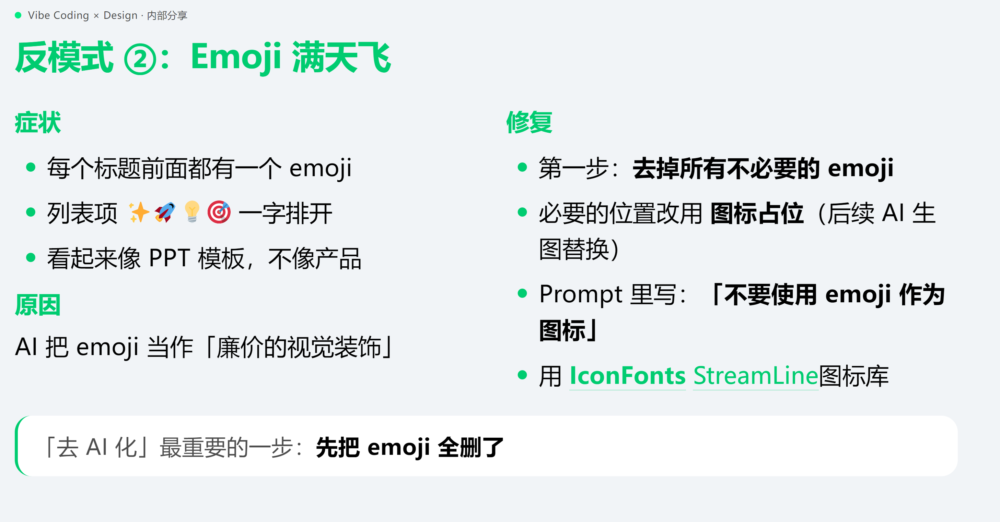 Vibe Coding × Design · 内部分享
反模式 ②：Emoji 满天飞
症状
每个标题前面都有一个 emoji
列表项 ✨🚀💡🎯 一字排开
看起来像 PPT 模板，不像产品
原因
AI 把 emoji 当作「廉价的视觉装饰」
修复
第一步：去掉所有不必要的 emoji
必要的位置改用 图标占位（后续 AI 生
图替换）
Prompt 里写：「不要使用 emoji 作为
图标」
用 IconFonts StreamLine图标库
「去 AI 化」最重要的一步：先把 emoji 全删了